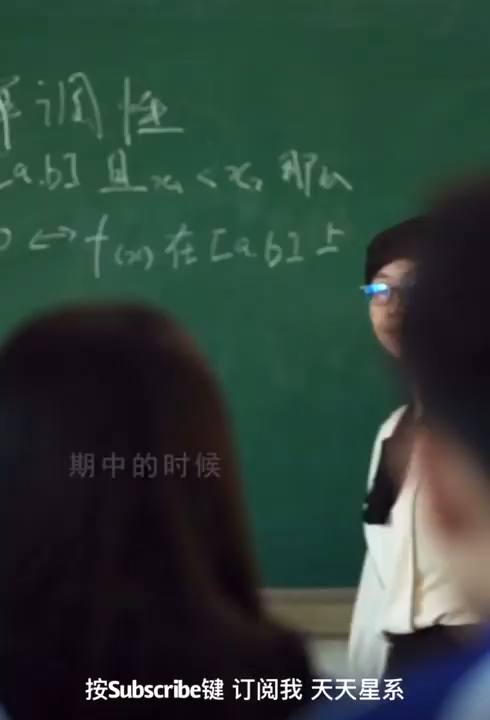 单调性
[a.b] 且 x₁ < x₂ 那么
0 ⟷ f(x) 在 [a b] 上
期中的时候
按Subscribe键 订阅我 天天星系